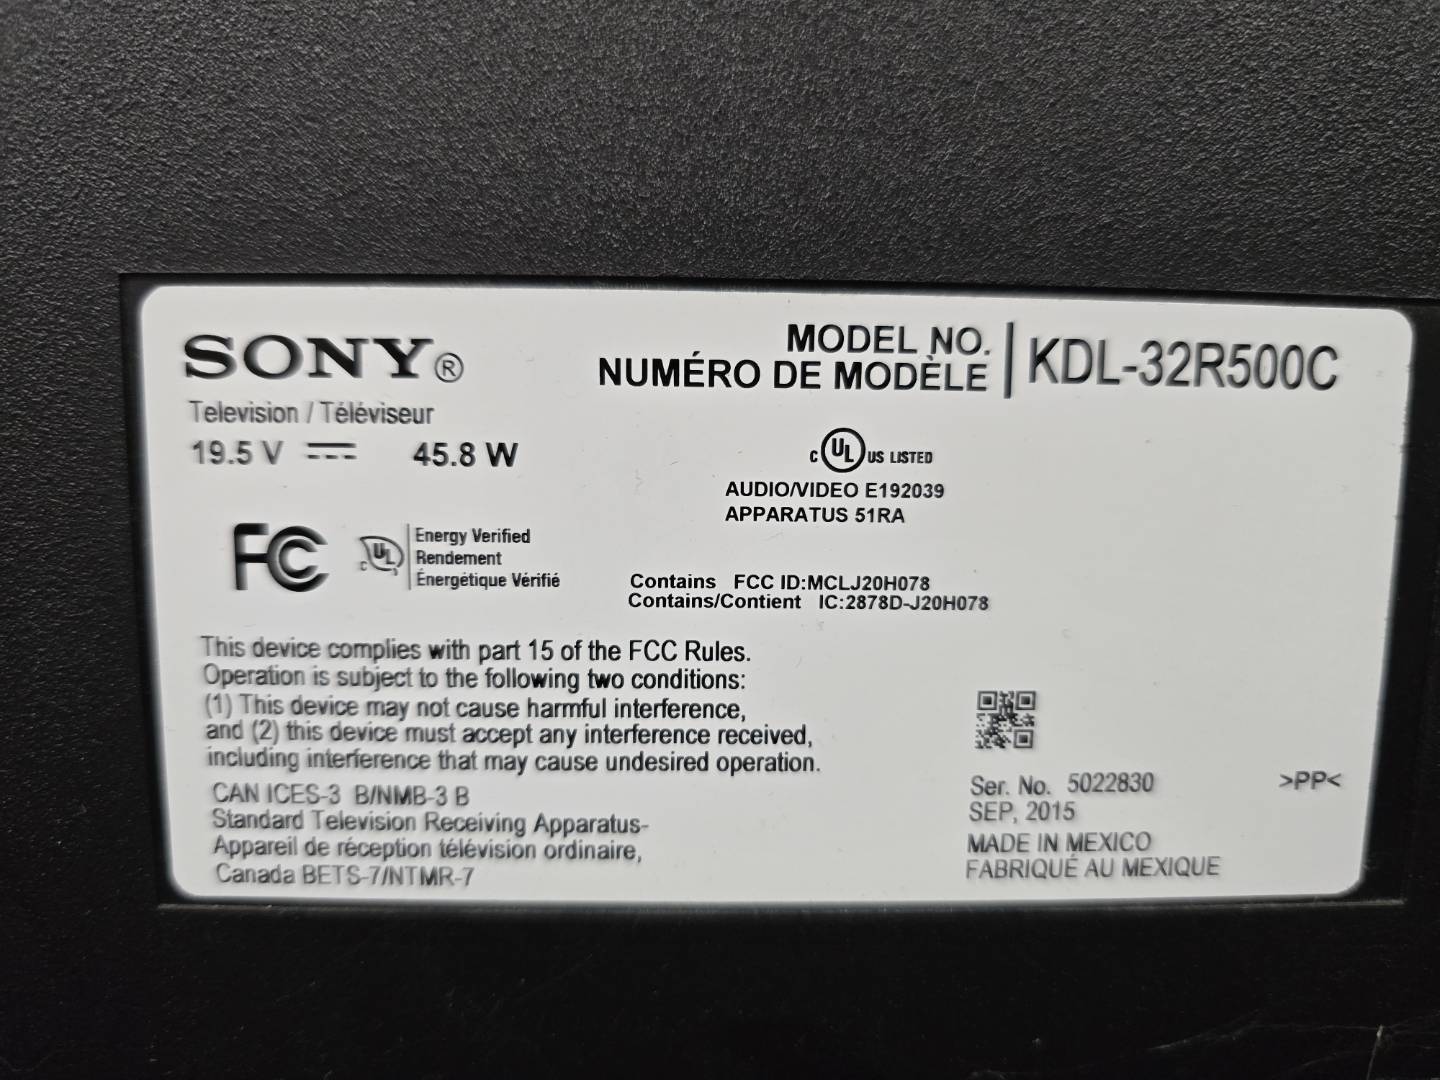 SONY®
MODEL NO.
NUMÉRO DE MODÈLE
KDL-32R500C
Television / Téléviseur
19.5 V ⎓ 45.8 W
c UL US LISTED
AUDIO/VIDEO E192039
APPARATUS 51RA
FC
c UL
Energy Verified
Rendement
Énergétique Vérifié
Contains FCC ID:MCLJ20H078
Contains/Contient IC:2878D-J20H078
This device complies with part 15 of the FCC Rules.
Operation is subject to the following two conditions:
(1) This device may not cause harmful interference,
and (2) this device must accept any interference received,
including interference that may cause undesired operation.
CAN ICES-3 B/NMB-3 B
Standard Television Receiving Apparatus-
Appareil de réception télévision ordinaire,
Canada BETS-7/NTMR-7
Ser. No. 5022830
SEP, 2015
>PP<
MADE IN MEXICO
FABRIQUÉ AU MEXIQUE